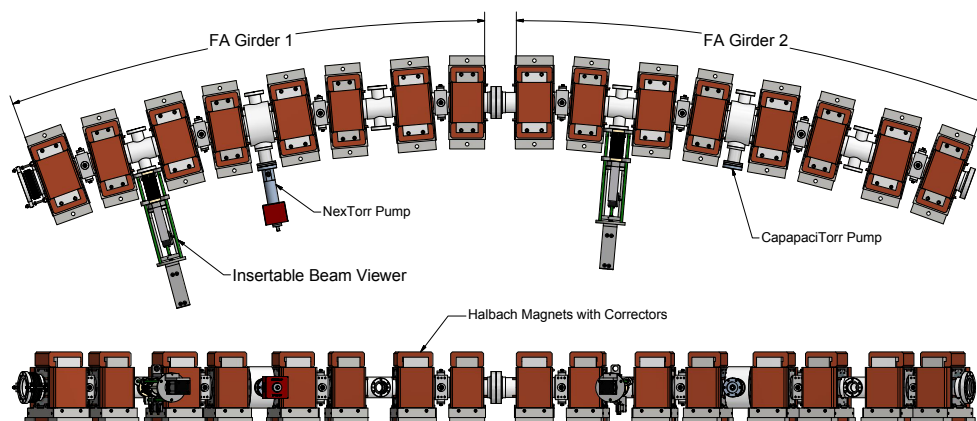 FA Girder 1
FA Girder 2
NexTorr Pump
CapapaciTorr Pump
Insertable Beam Viewer
Halbach Magnets with Correctors